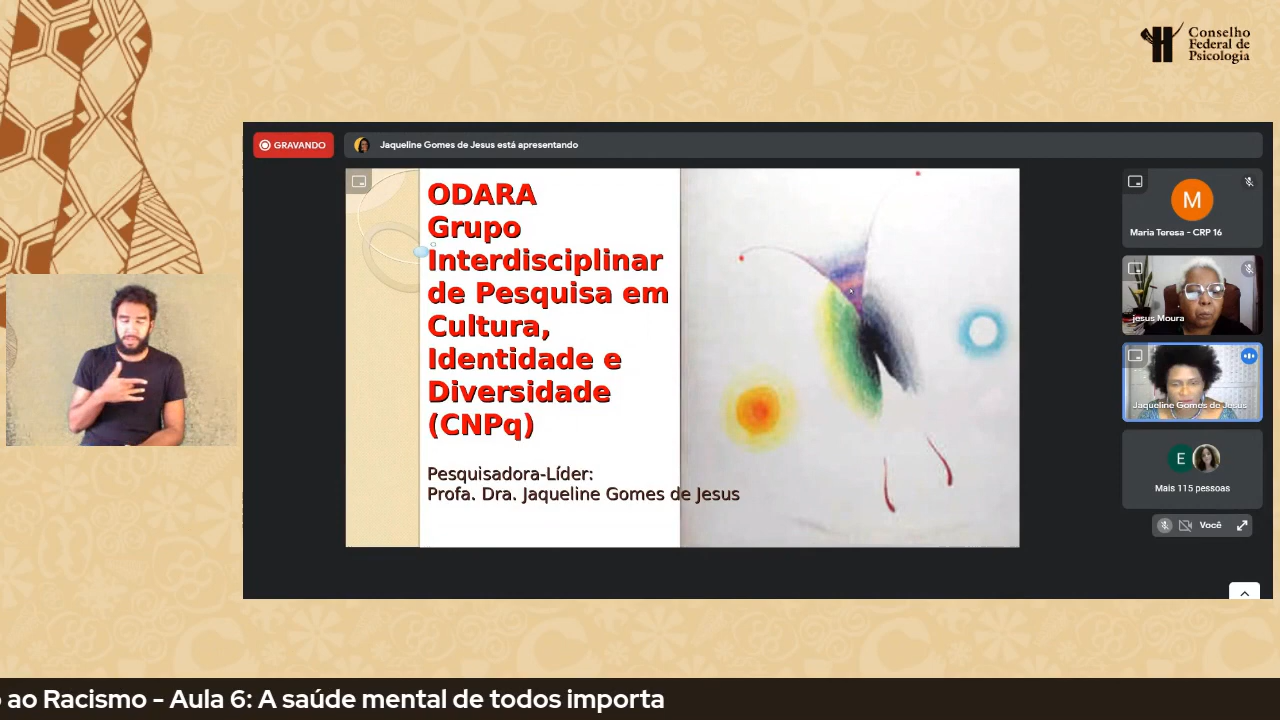 Conselho
Federal de
Psicologia
GRAVANDO
Jaqueline Gomes de Jesus está apresentando
ODARA
Grupo
Interdisciplinar
de Pesquisa em
Cultura,
Identidade e
Diversidade
(CNPq)
Pesquisadora-Líder:
Profa. Dra. Jaqueline Gomes de Jesus
M
Maria Teresa - CRP 16
jesus Moura
Jaqueline Gomes de Jesus
E
Mais 115 pessoas
Você
o ao Racismo - Aula 6: A saúde mental de todos importa